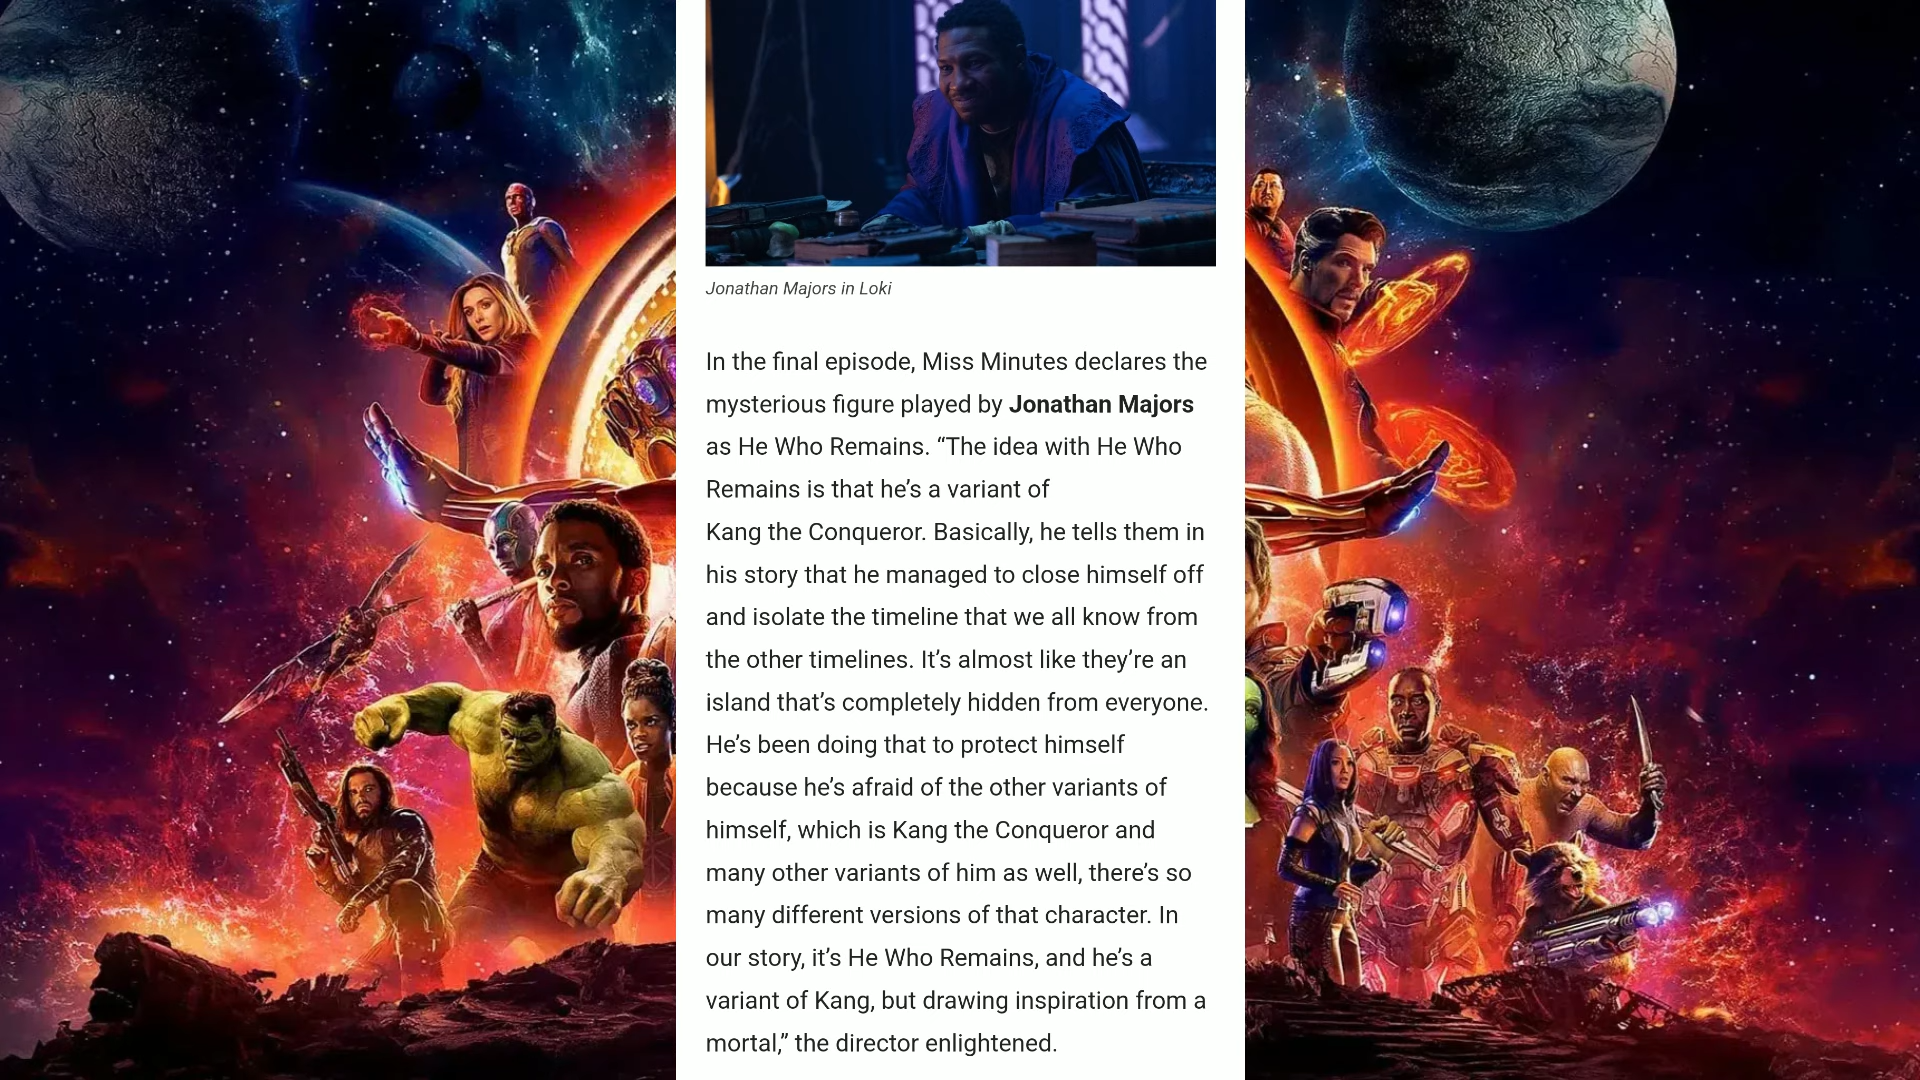 Jonathan Majors in Loki
In the final episode, Miss Minutes declares the
mysterious figure played by Jonathan Majors
as He Who Remains. “The idea with He Who
Remains is that he’s a variant of
Kang the Conqueror. Basically, he tells them in
his story that he managed to close himself off
and isolate the timeline that we all know from
the other timelines. It’s almost like they’re an
island that’s completely hidden from everyone.
He’s been doing that to protect himself
because he’s afraid of the other variants of
himself, which is Kang the Conqueror and
many other variants of him as well, there’s so
many different versions of that character. In
our story, it’s He Who Remains, and he’s a
variant of Kang, but drawing inspiration from a
mortal,” the director enlightened.